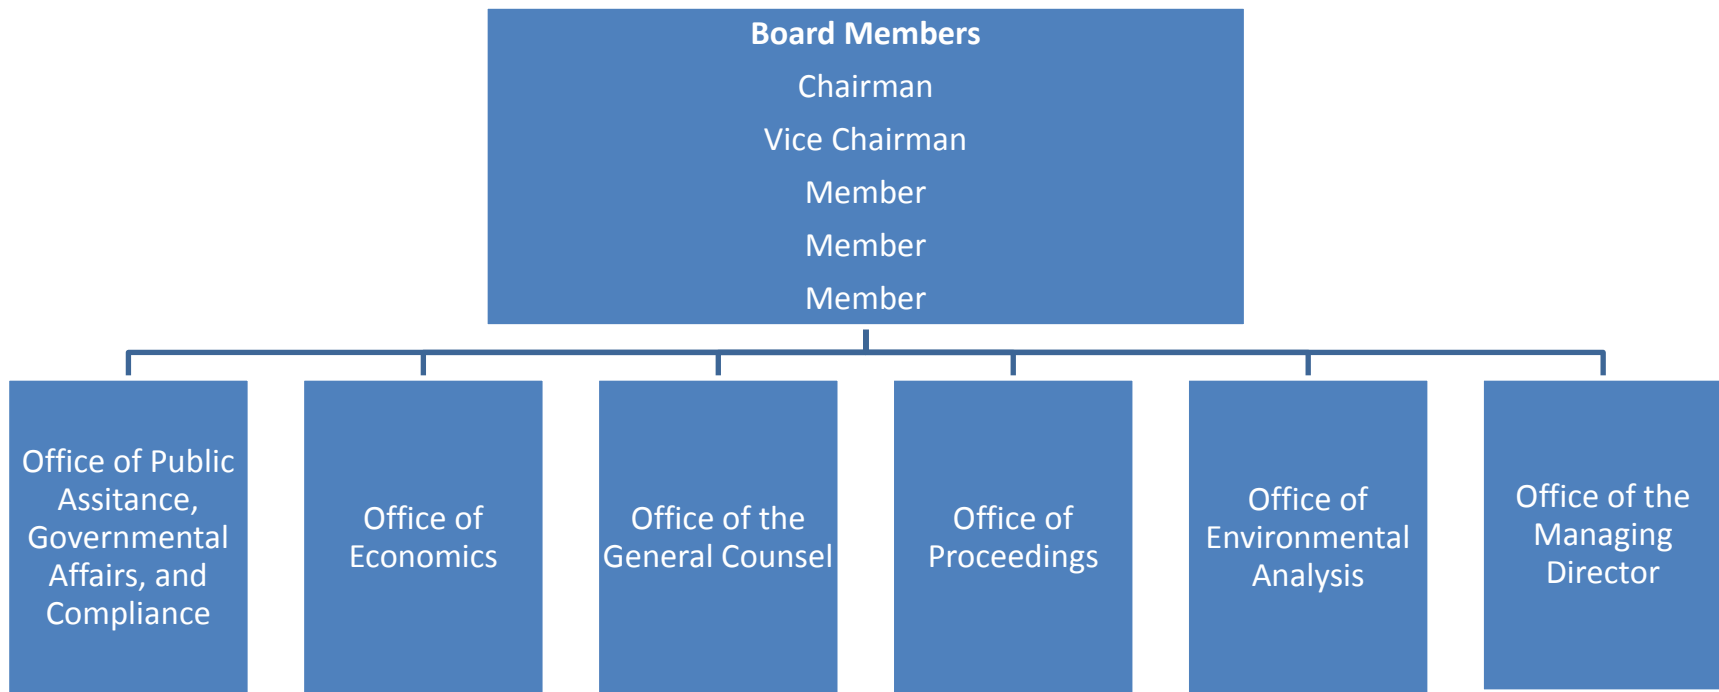 Board Members
Chairman
Vice Chairman
Member
Member
Member
Office of Public
Assitance,
Governmental
Affairs, and
Compliance
Office of
Economics
Office of the
General Counsel
Office of
Proceedings
Office of
Environmental
Analysis
Office of the
Managing
Director